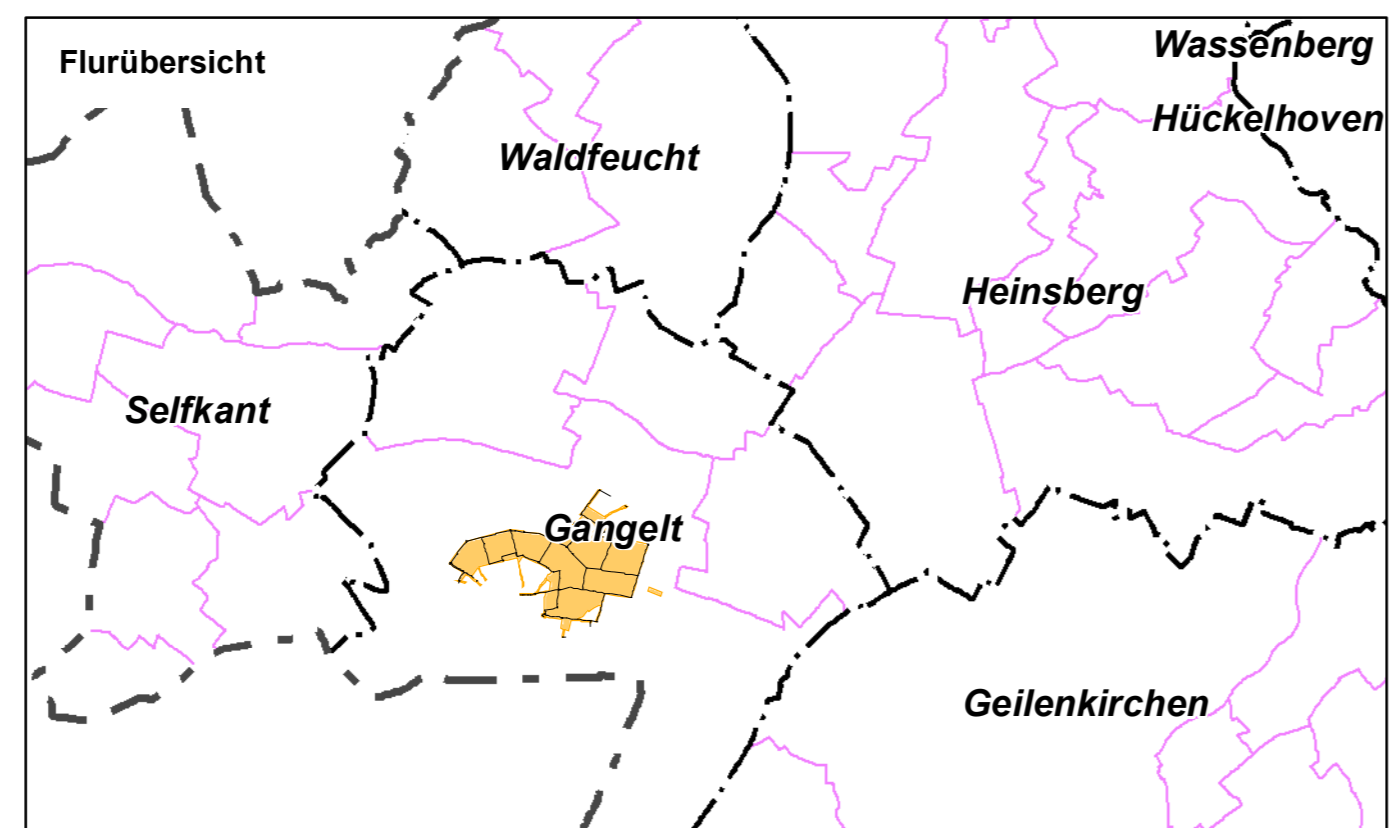 Flurübersicht
Wassenberg
Hückelhoven
Waldfeucht
Heinsberg
Selfkant
Gangelt
Geilenkirchen